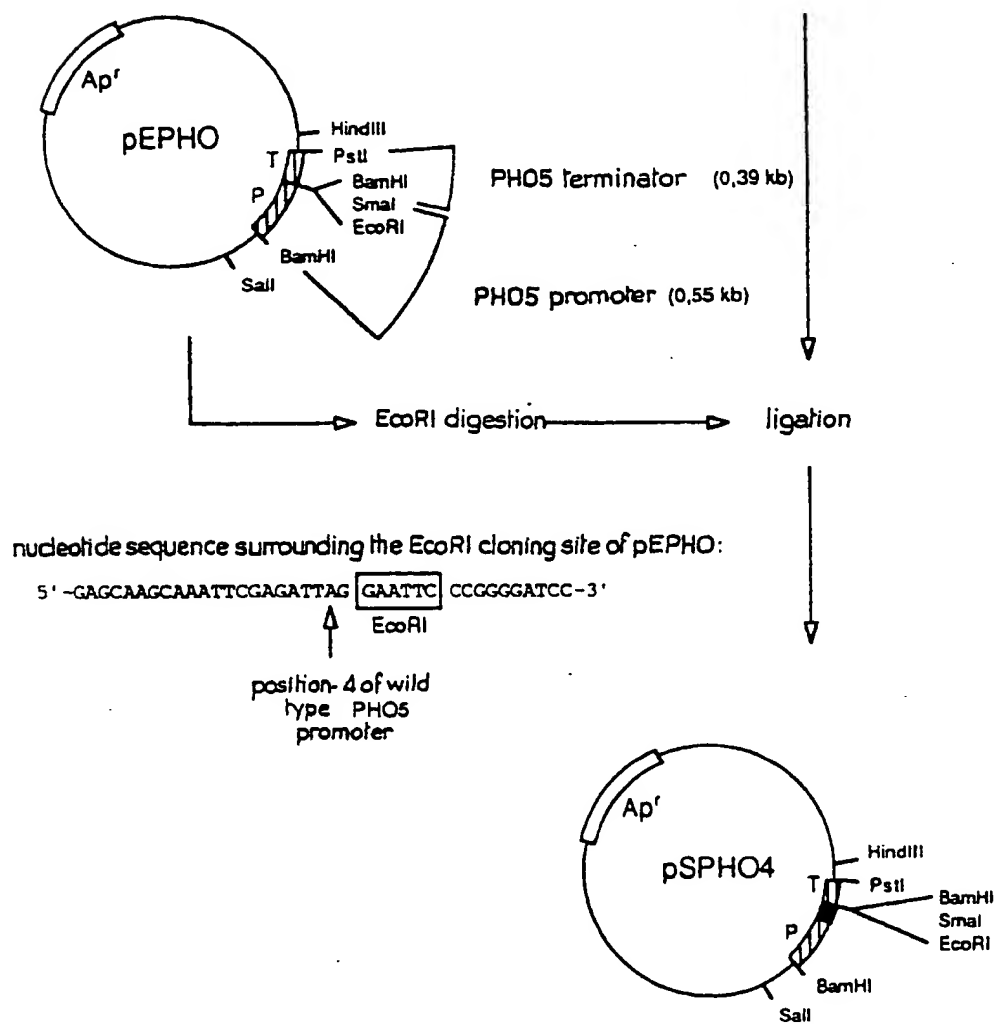 Apʳ
pEPHO
HindIII
T
PstI
BamHI
SmaI
EcoRI
P
BamHI
SalI
PHO5 terminator (0,39 kb)
PHO5 promoter (0,55 kb)
EcoRI digestion
ligation
nucleotide sequence surrounding the EcoRI cloning site of pEPHO:
5'-GAGCAAGCAAATTCGAGATTAG GAATTC CCGGGGATCC-3'
EcoRI
position-4 of wild
type PHO5
promoter
Apʳ
pSPHO4
HindIII
T
PstI
BamHI
SmaI
EcoRI
P
BamHI
SalI